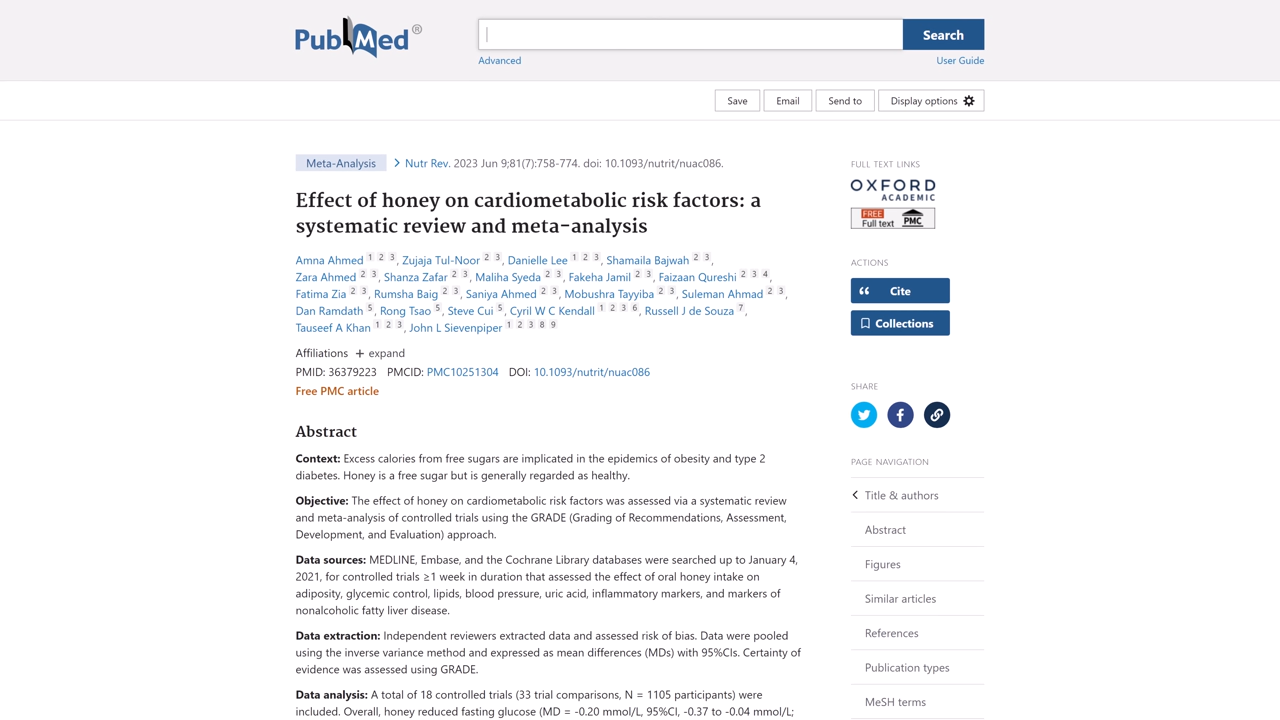 PubMed®
Search
Advanced
User Guide
Save
Email
Send to
Display options
Meta-Analysis
Nutr Rev. 2023 Jun 9;81(7):758-774. doi: 10.1093/nutrit/nuac086.
Effect of honey on cardiometabolic risk factors: a
systematic review and meta-analysis
Amna Ahmed 1 2 3, Zujaja Tul-Noor 2 3, Danielle Lee 1 2 3, Shamaila Bajwah 2 3,
Zara Ahmed 2 3, Shanza Zafar 2 3, Maliha Syeda 2 3, Fakeha Jamil 2 3, Faizaan Qureshi 2 3 4,
Fatima Zia 2 3, Rumsha Baig 2 3, Saniya Ahmed 2 3, Mobushra Tayyiba 2 3, Suleman Ahmad 2 3,
Dan Ramdath 5, Rong Tsao 5, Steve Cui 5, Cyril W C Kendall 1 2 3 6, Russell J de Souza 7,
Tauseef A Khan 1 2 3, John L Sievenpiper 1 2 3 8 9
Affiliations + expand
PMID: 36379223 PMCID: PMC10251304 DOI: 10.1093/nutrit/nuac086
Free PMC article
Abstract
Context: Excess calories from free sugars are implicated in the epidemics of obesity and type 2
diabetes. Honey is a free sugar but is generally regarded as healthy.
Objective: The effect of honey on cardiometabolic risk factors was assessed via a systematic review
and meta-analysis of controlled trials using the GRADE (Grading of Recommendations, Assessment,
Development, and Evaluation) approach.
Data sources: MEDLINE, Embase, and the Cochrane Library databases were searched up to January 4,
2021, for controlled trials ≥1 week in duration that assessed the effect of oral honey intake on
adiposity, glycemic control, lipids, blood pressure, uric acid, inflammatory markers, and markers of
nonalcoholic fatty liver disease.
Data extraction: Independent reviewers extracted data and assessed risk of bias. Data were pooled
using the inverse variance method and expressed as mean differences (MDs) with 95%CIs. Certainty of
evidence was assessed using GRADE.
Data analysis: A total of 18 controlled trials (33 trial comparisons, N = 1105 participants) were
included. Overall, honey reduced fasting glucose (MD = -0.20 mmol/L, 95%CI, -0.37 to -0.04 mmol/L;
FULL TEXT LINKS
OXFORD
ACADEMIC
FREE
Full text
PMC
ACTIONS
Cite
Collections
SHARE
PAGE NAVIGATION
Title & authors
Abstract
Figures
Similar articles
References
Publication types
MeSH terms